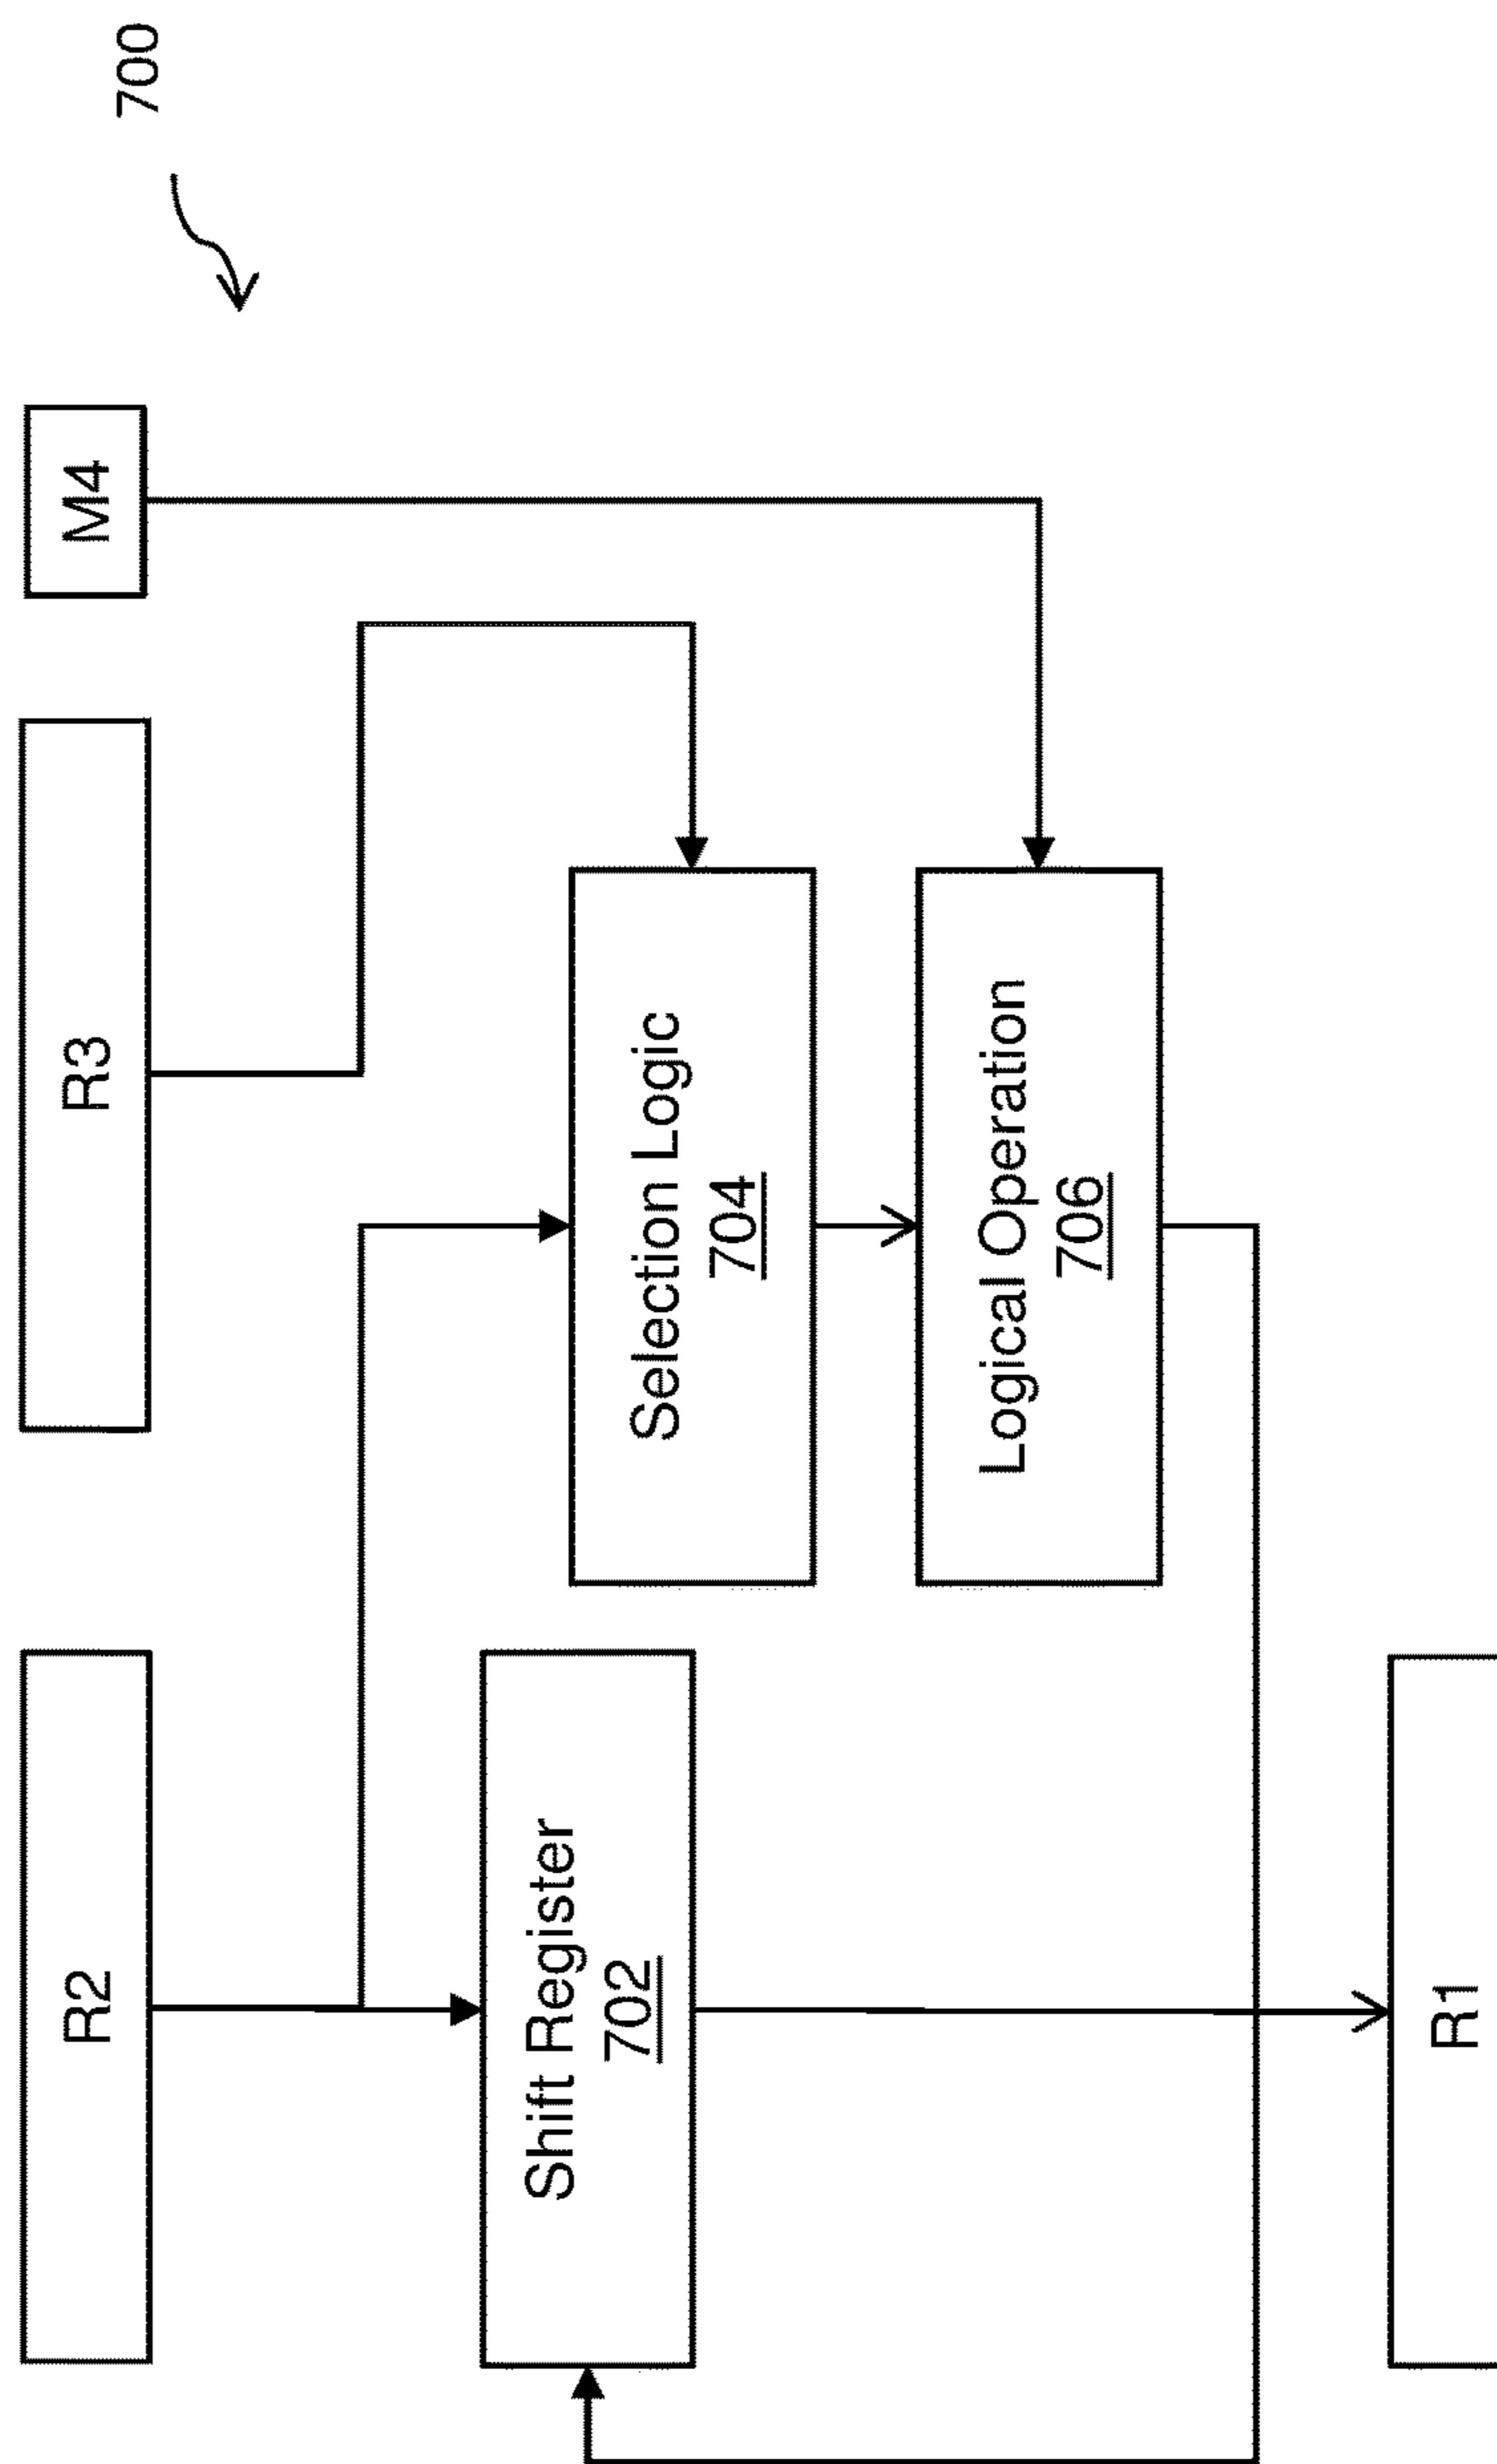 700
R2
R3
M4
Shift Register
702
Selection Logic
704
Logical Operation
706
R1